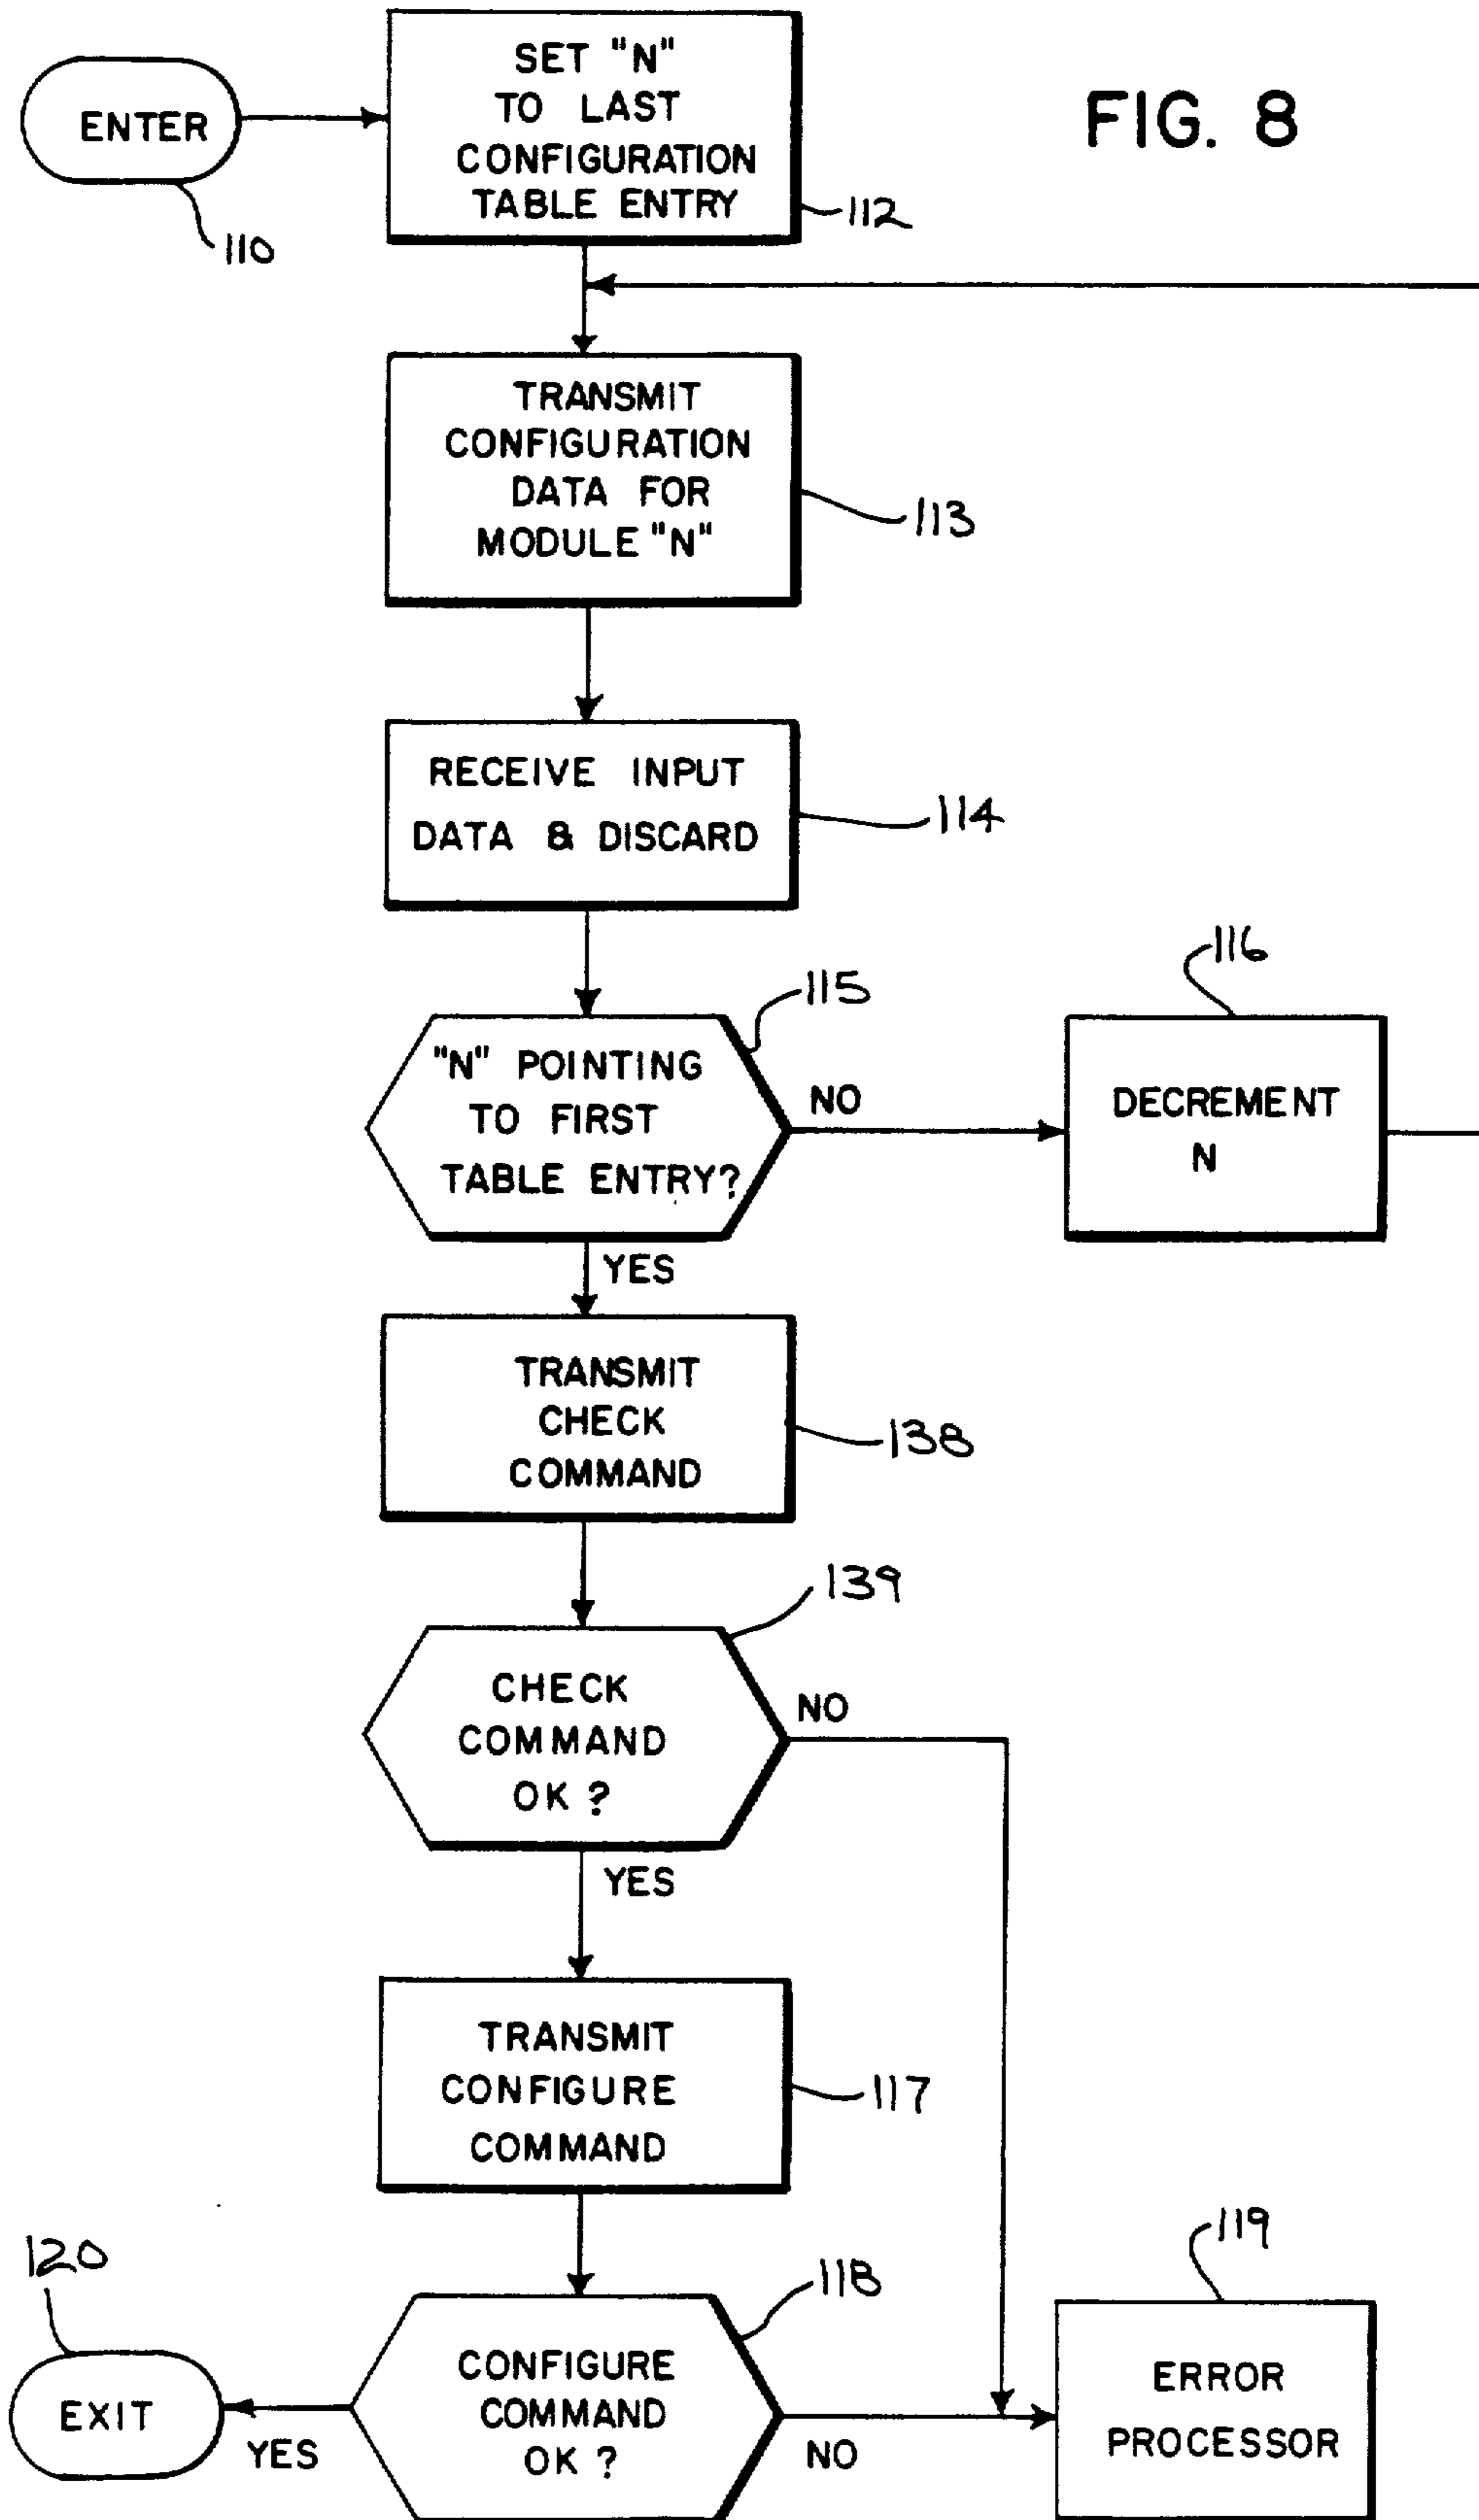 FIG. 8
ENTER
110
SET "N"
TO LAST
CONFIGURATION
TABLE ENTRY
112
TRANSMIT
CONFIGURATION
DATA FOR
MODULE "N"
113
RECEIVE INPUT
DATA & DISCARD
114
115
"N" POINTING
TO FIRST
TABLE ENTRY?
NO
116
DECREMENT
N
YES
TRANSMIT
CHECK
COMMAND
138
139
CHECK
COMMAND
OK ?
NO
YES
TRANSMIT
CONFIGURE
COMMAND
117
118
CONFIGURE
COMMAND
OK ?
NO
119
ERROR
PROCESSOR
YES
120
EXIT